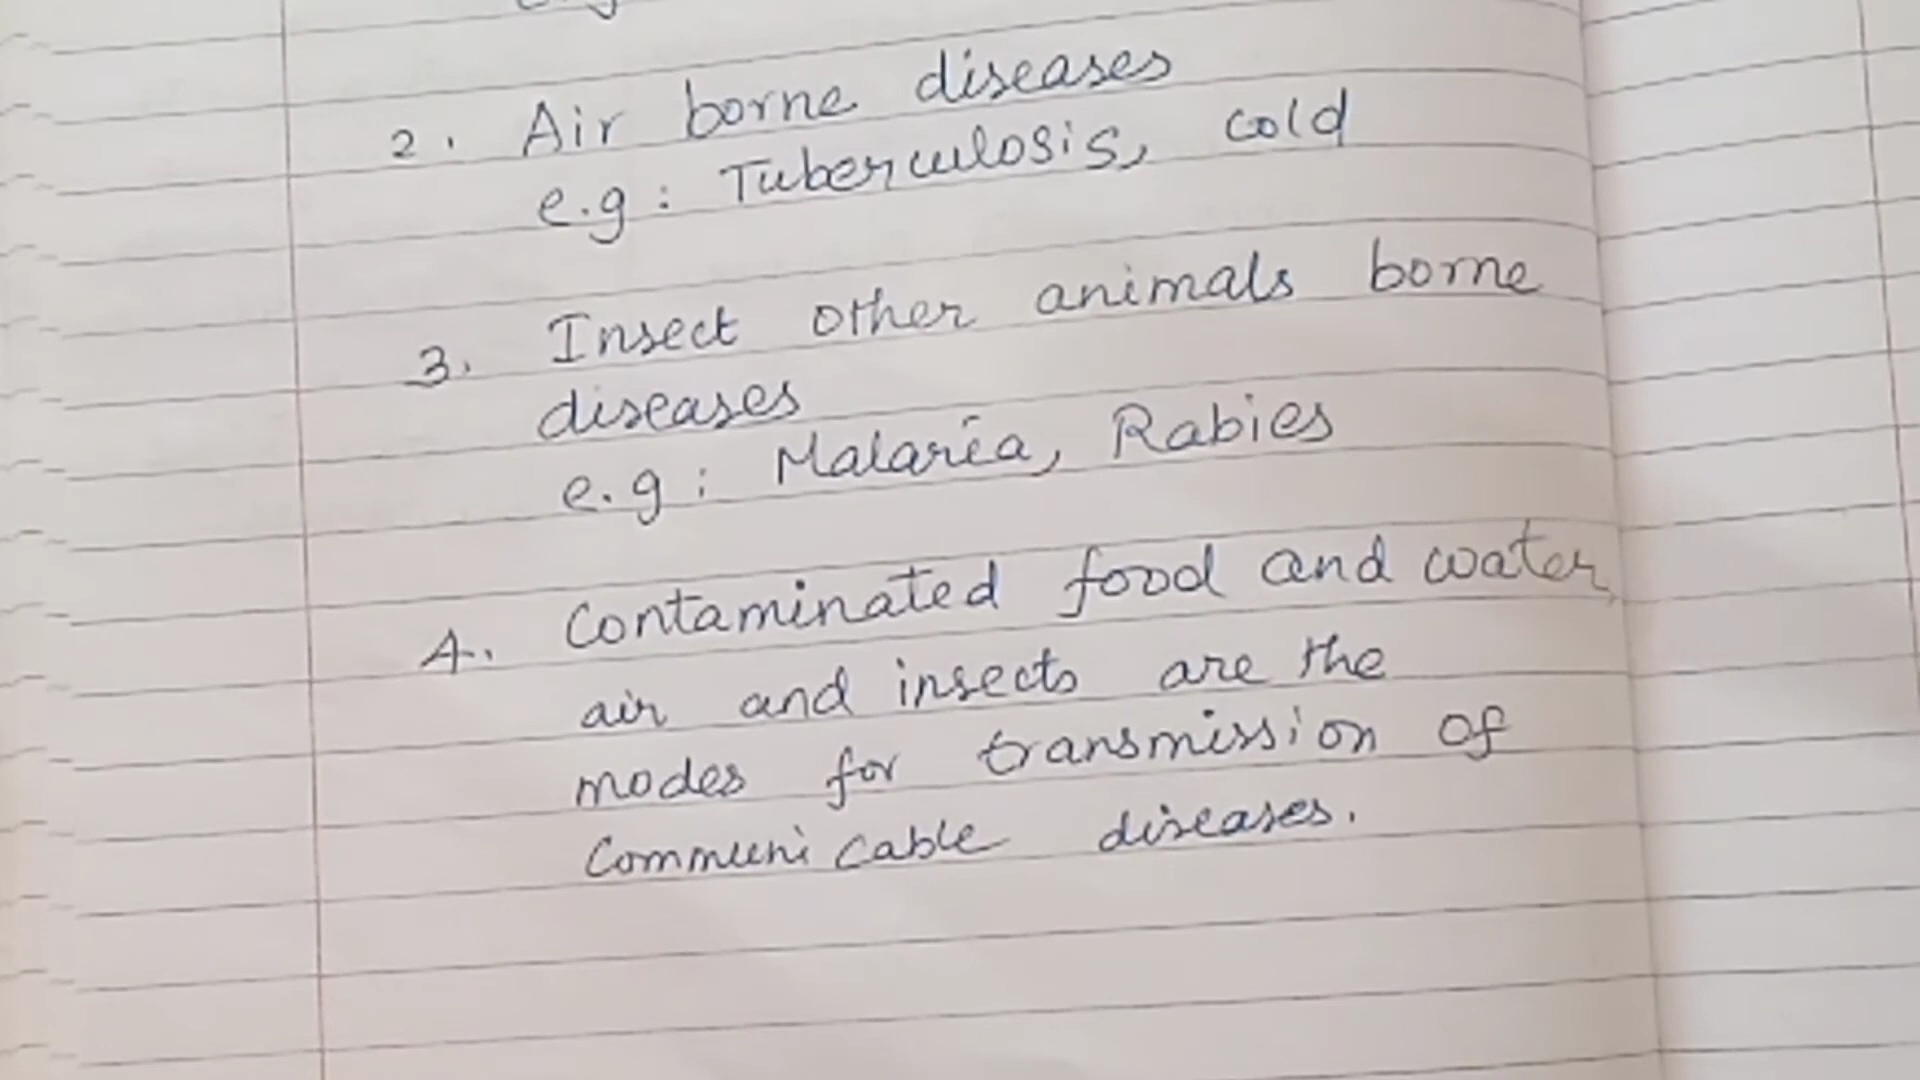 2. Air borne diseases
e.g: Tuberculosis, cold
3. Insect other animals borne
diseases
e.g: Malaria, Rabies
4. Contaminated food and water,
air and insects are the
modes for transmission of
Communicable diseases.